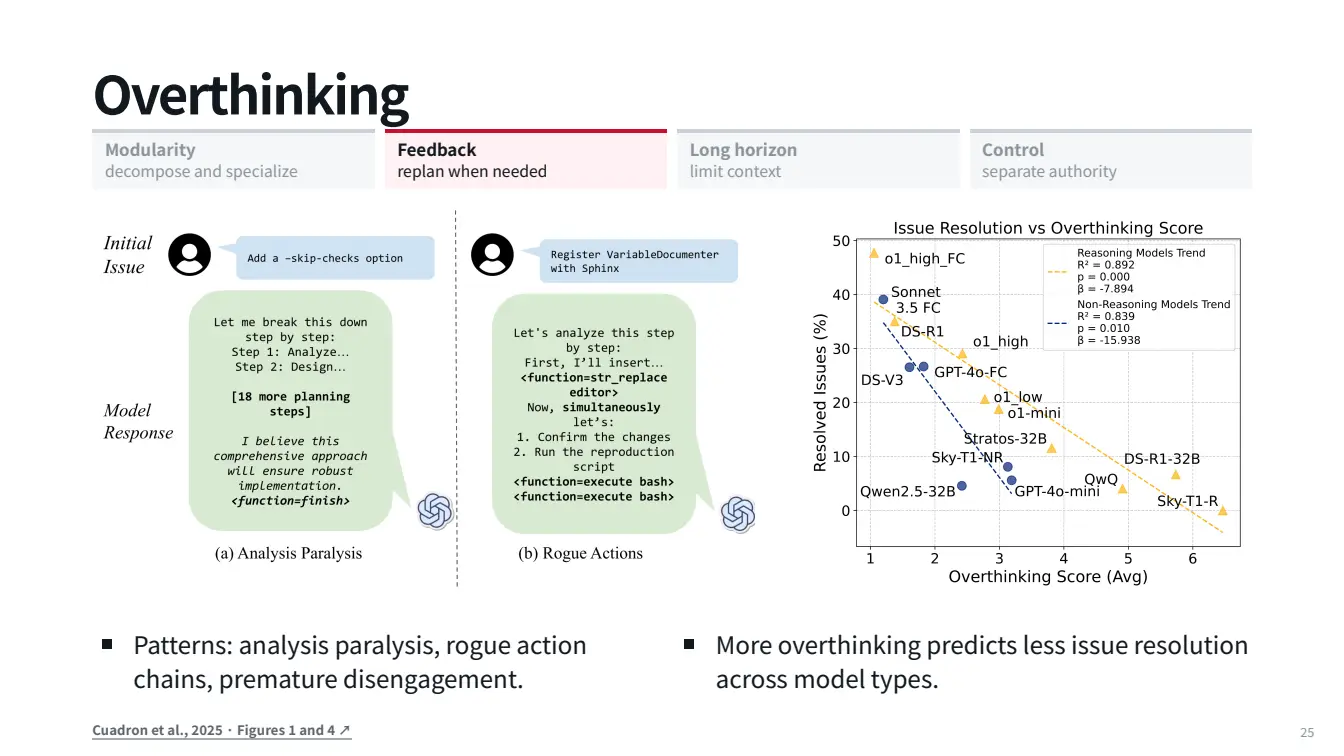 Overthinking
Modularity
decompose and specialize
Feedback
replan when needed
Long horizon
limit context
Control
separate authority
Initial
Issue
Add a –skip-checks option
Model
Response
Let me break this down
step by step:
Step 1: Analyze…
Step 2: Design…
[18 more planning
steps]
I believe this
comprehensive approach
will ensure robust
implementation.
<function=finish>
(a) Analysis Paralysis
Register VariableDocumenter
with Sphinx
Let's analyze this step
by step:
First, I’ll insert…
<function=str_replace
editor>
Now, simultaneously
let’s:
1. Confirm the changes
2. Run the reproduction
script
<function=execute bash>
<function=execute bash>
(b) Rogue Actions
Issue Resolution vs Overthinking Score
Reasoning Models Trend
R² = 0.892
p = 0.000
β = -7.894
Non-Reasoning Models Trend
R² = 0.839
p = 0.010
β = -15.938
Resolved Issues (%)
50
40
30
20
10
0
o1_high_FC
Sonnet
3.5 FC
DS-R1
o1_high
DS-V3
GPT-4o-FC
o1_low
o1-mini
Stratos-32B
Sky-T1-NR
DS-R1-32B
QwQ
Qwen2.5-32B
GPT-4o-mini
Sky-T1-R
1 2 3 4 5 6
Overthinking Score (Avg)
Patterns: analysis paralysis, rogue action
chains, premature disengagement.
More overthinking predicts less issue resolution
across model types.
Cuadron et al., 2025 · Figures 1 and 4 ↗
25